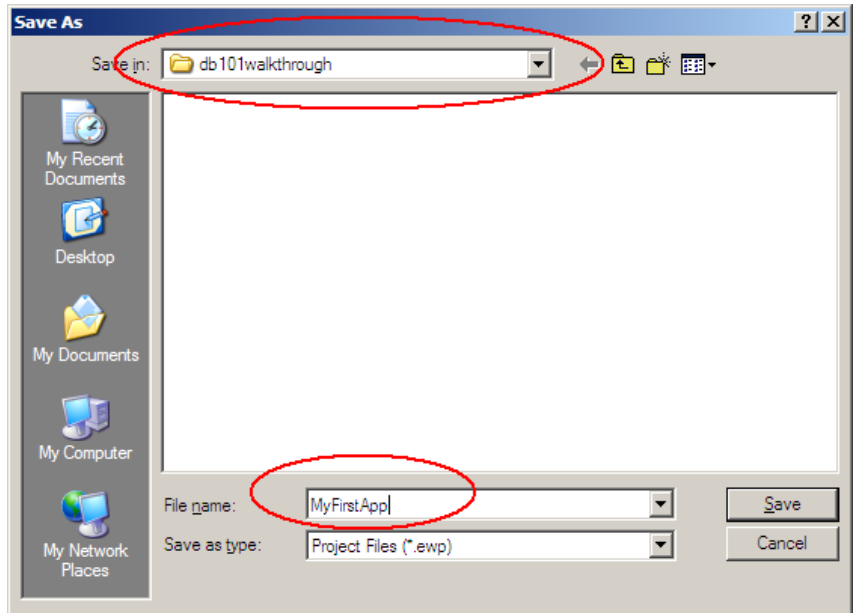 Save As
Save in:
db101walkthrough
My Recent
Documents
Desktop
My Documents
My Computer
My Network
Places
File name:
MyFirstApp
Save
Save as type:
Project Files (*.ewp)
Cancel